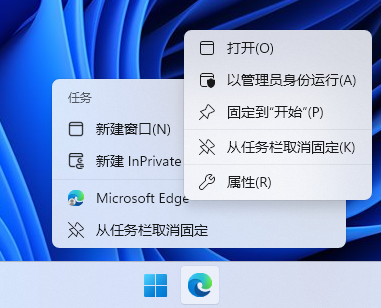 打开(O)
以管理员身份运行(A)
固定到"开始"(P)
从任务栏取消固定(K)
属性(R)
任务
新建窗口(N)
新建 InPrivate
Microsoft Edge
从任务栏取消固定